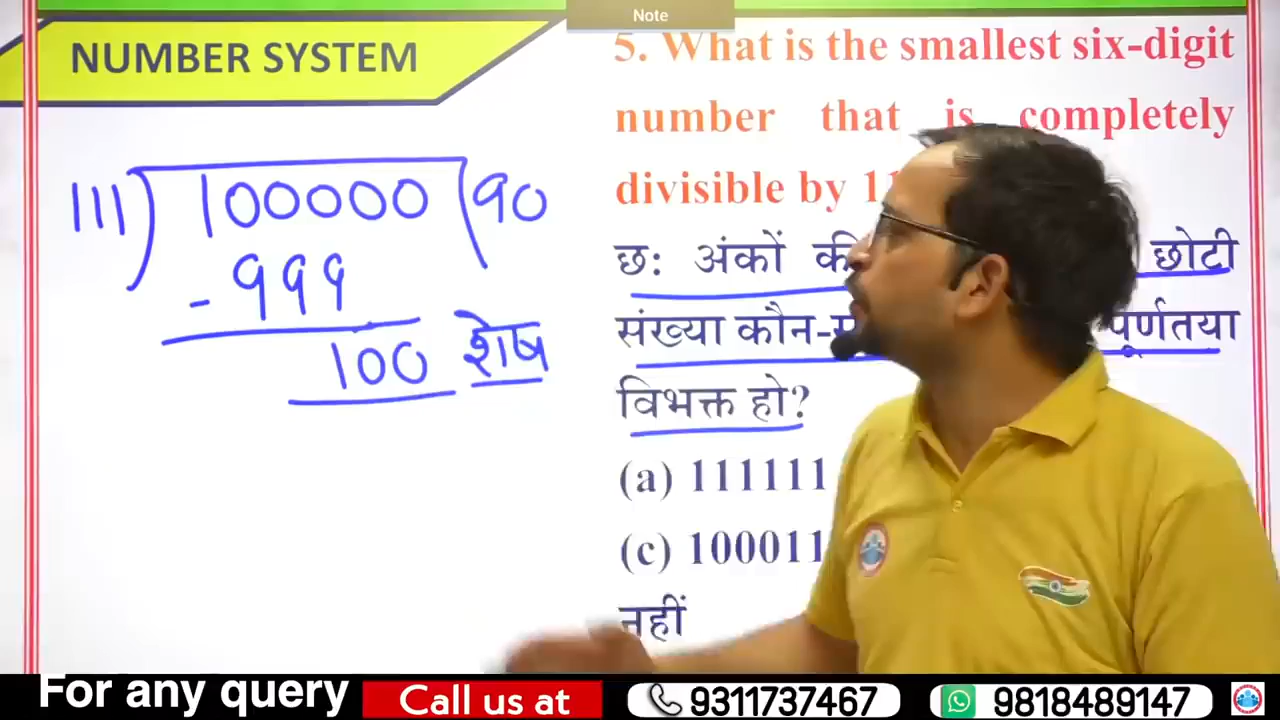 Note
NUMBER SYSTEM
5. What is the smallest six-digit
number that is completely
divisible by
छ: अंकों छोटी
संख्या पूर्णतया
विभक्त हो?
(a) 111111
(c)
नहीं
111) 100000 (90
- 999
100 शेष
For any query
Call us at
9311737467
9818489147